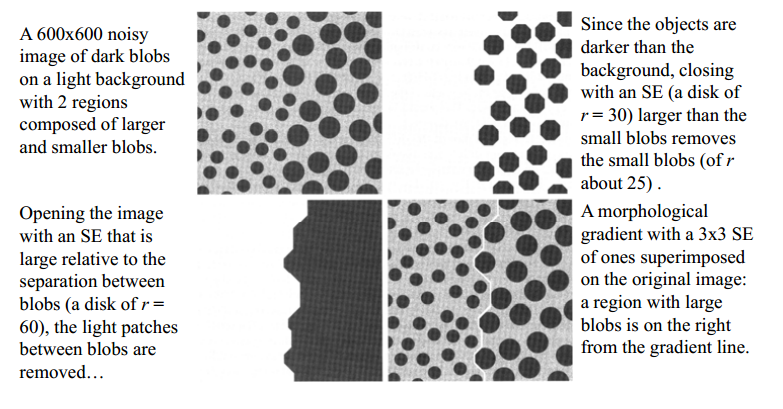 A 600x600 noisy
image of dark blobs
on a light background
with 2 regions
composed of larger
and smaller blobs.
Since the objects are
darker than the
background, closing
with an SE (a disk of
r = 30) larger than the
small blobs removes
the small blobs (of r
about 25) .
Opening the image
with an SE that is
large relative to the
separation between
blobs (a disk of r =
60), the light patches
between blobs are
removed…
A morphological
gradient with a 3x3 SE
of ones superimposed
on the original image:
a region with large
blobs is on the right
from the gradient line.